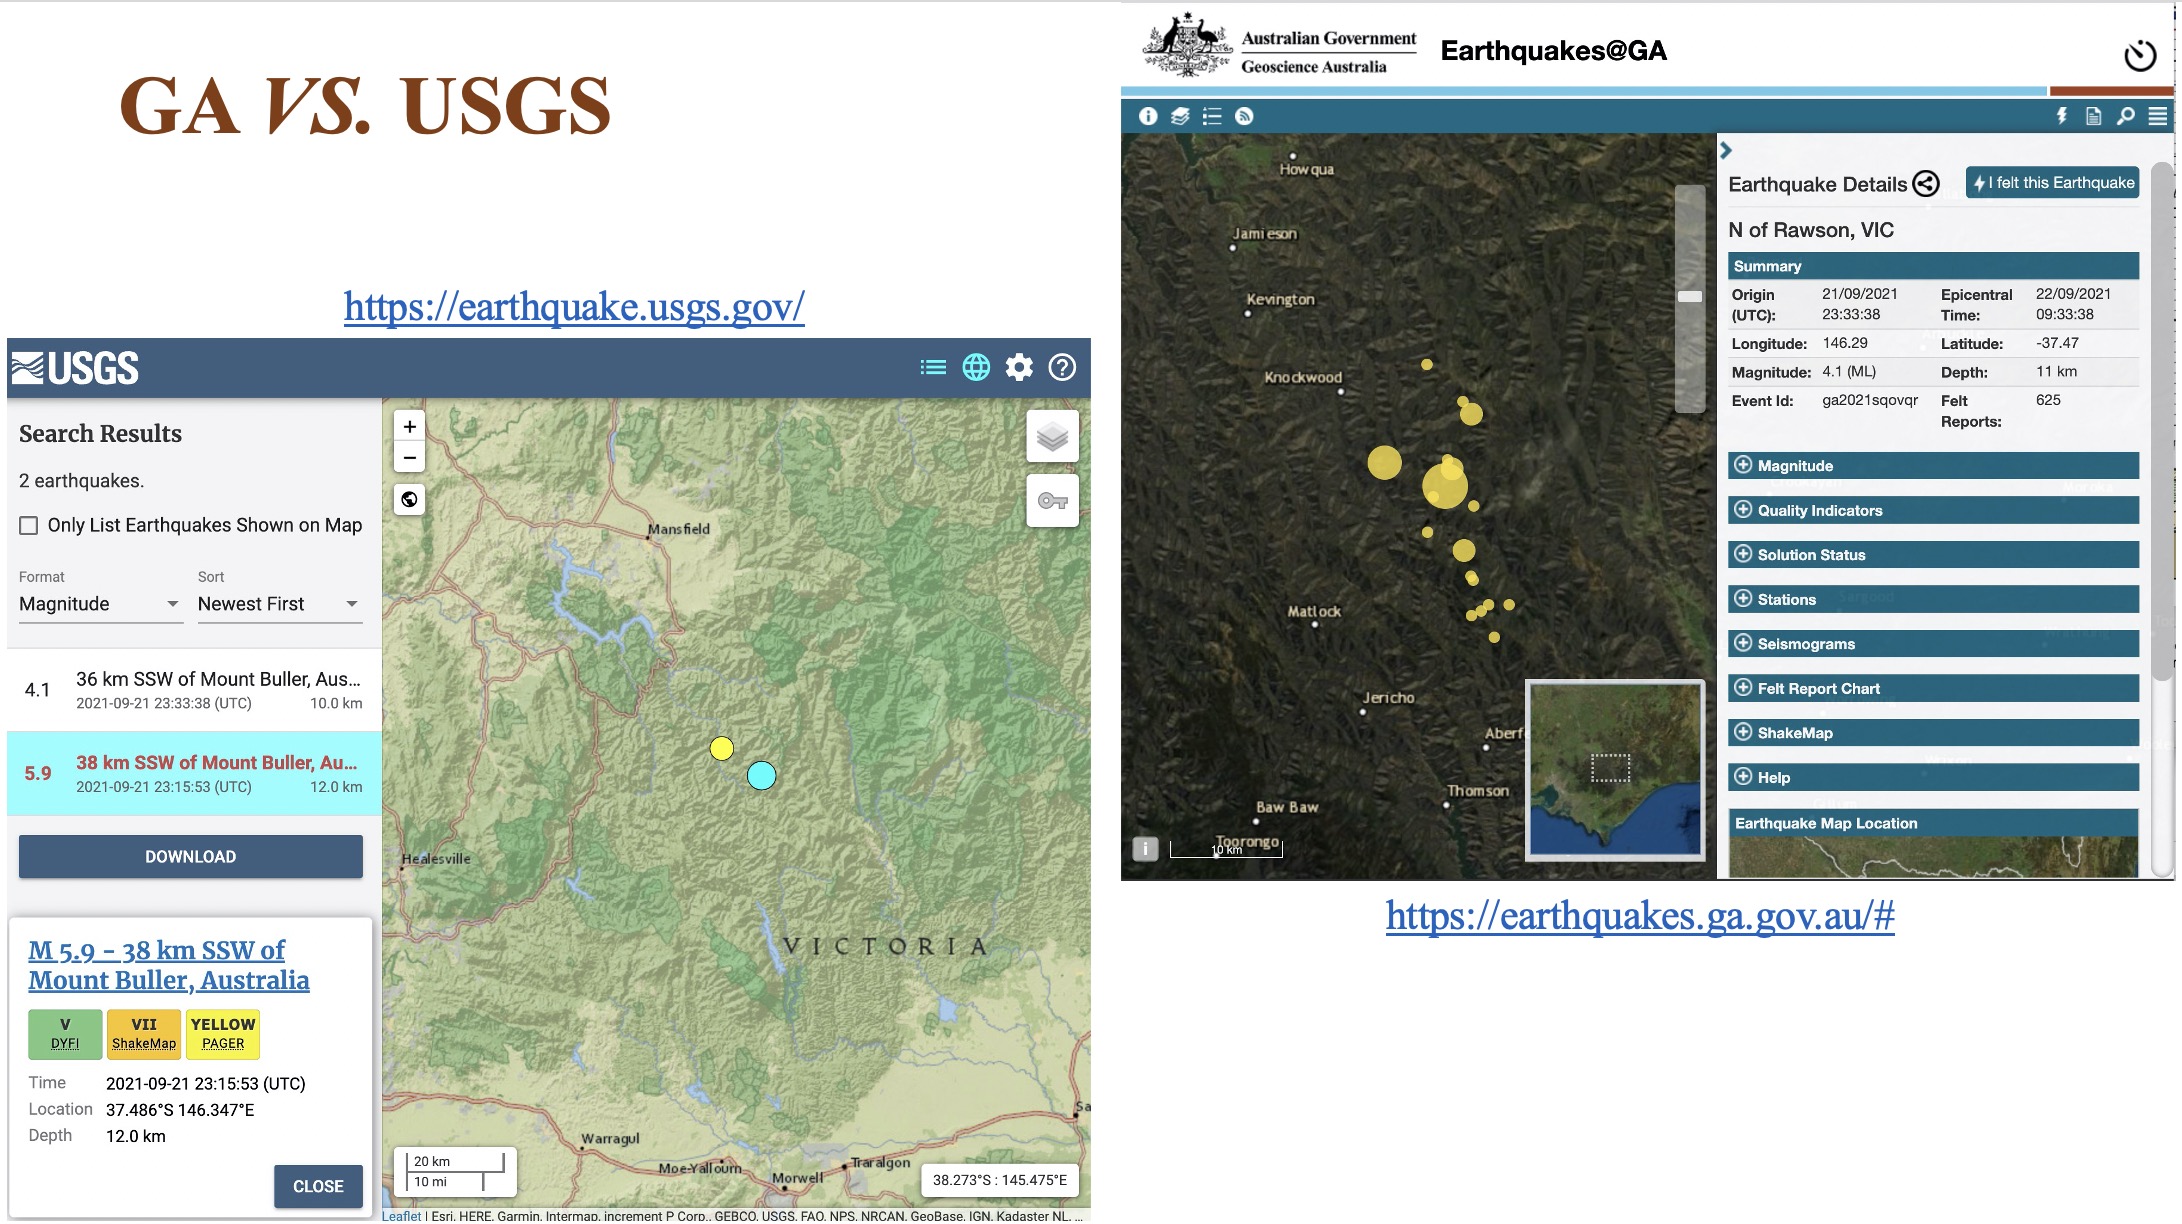 GA VS. USGS
https://earthquake.usgs.gov/
USGS
Search Results
2 earthquakes.
Only List Earthquakes Shown on Map
Format
Magnitude
Sort
Newest First
4.1
36 km SSW of Mount Buller, Aus...
2021-09-21 23:33:38 (UTC) 10.0 km
5.9
38 km SSW of Mount Buller, Au...
2021-09-21 23:15:53 (UTC) 12.0 km
DOWNLOAD
M 5.9 - 38 km SSW of
Mount Buller, Australia
V
DYFI
VII
ShakeMap
YELLOW
PAGER
Time 2021-09-21 23:15:53 (UTC)
Location 37.486°S 146.347°E
Depth 12.0 km
CLOSE
+
−
Mansfield
Healesville
VICTORIA
Sa
Warragul
Moe-Yallourn
Traralgon
Morwell
20 km
10 mi
38.273°S : 145.475°E
Leaflet | Esri, HERE, Garmin, Intermap, increment P Corp., GEBCO, USGS, FAO, NPS, NRCAN, GeoBase, IGN, Kadaster NL, ...
Australian Government
Geoscience Australia
Earthquakes@GA
Howqua
Jamieson
Kevington
Knockwood
Matlock
Jericho
Aberfe
Thomson
Baw Baw
Toorongo
10 km
Earthquake Details
I felt this Earthquake
N of Rawson, VIC
Summary
Origin (UTC): 21/09/2021 23:33:38
Epicentral Time: 22/09/2021 09:33:38
Longitude: 146.29 Latitude: -37.47
Magnitude: 4.1 (ML) Depth: 11 km
Event Id: ga2021sqovqr Felt Reports: 625
Magnitude
Quality Indicators
Solution Status
Stations
Seismograms
Felt Report Chart
ShakeMap
Help
Earthquake Map Location
https://earthquakes.ga.gov.au/#